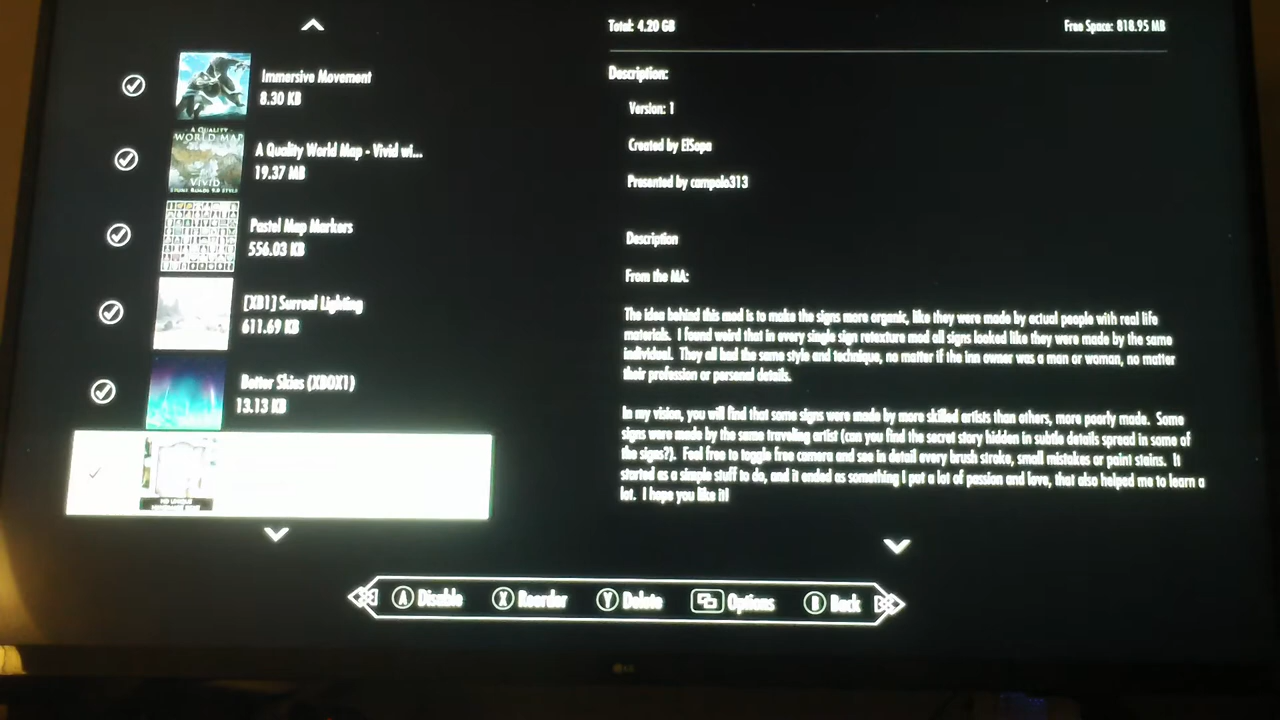 Total: 4.20 GB
Free Space: 818.95 MB
Immersive Movement
8.30 KB
A QUALITY
WORLD MAP
VIVID
A Quality World Map - Vivid wi...
19.37 MB
Pastel Map Markers
556.03 KB
[XB1] Surreal Lighting
611.69 KB
Better Skies (XBOX1)
13.13 KB
Description:
Version: 1
Created by ElSopa
Presented by campalo313
Description
From the MA:
The idea behind this mod is to make the signs more organic, like they were made by actual people with real life
materials. I found weird that in every single sign retexture mod all signs looked like they were made by the same
individual. They all had the same style and technique, no matter if the inn owner was a man or woman, no matter
their profession or personal details.
In my vision, you will find that some signs were made by more skilled artists than others, more poorly made. Some
signs were made by the same traveling artist (can you find the secret story hidden in subtle details spread in some of
the signs?). Feel free to toggle free camera and see in detail every brush stroke, small mistakes or paint stains. It
started as a simple stuff to do, and it ended as something I put a lot of passion and love, that also helped me to learn a
lot. I hope you like it!
A Disable X Reorder Y Delete Options B Back
LG